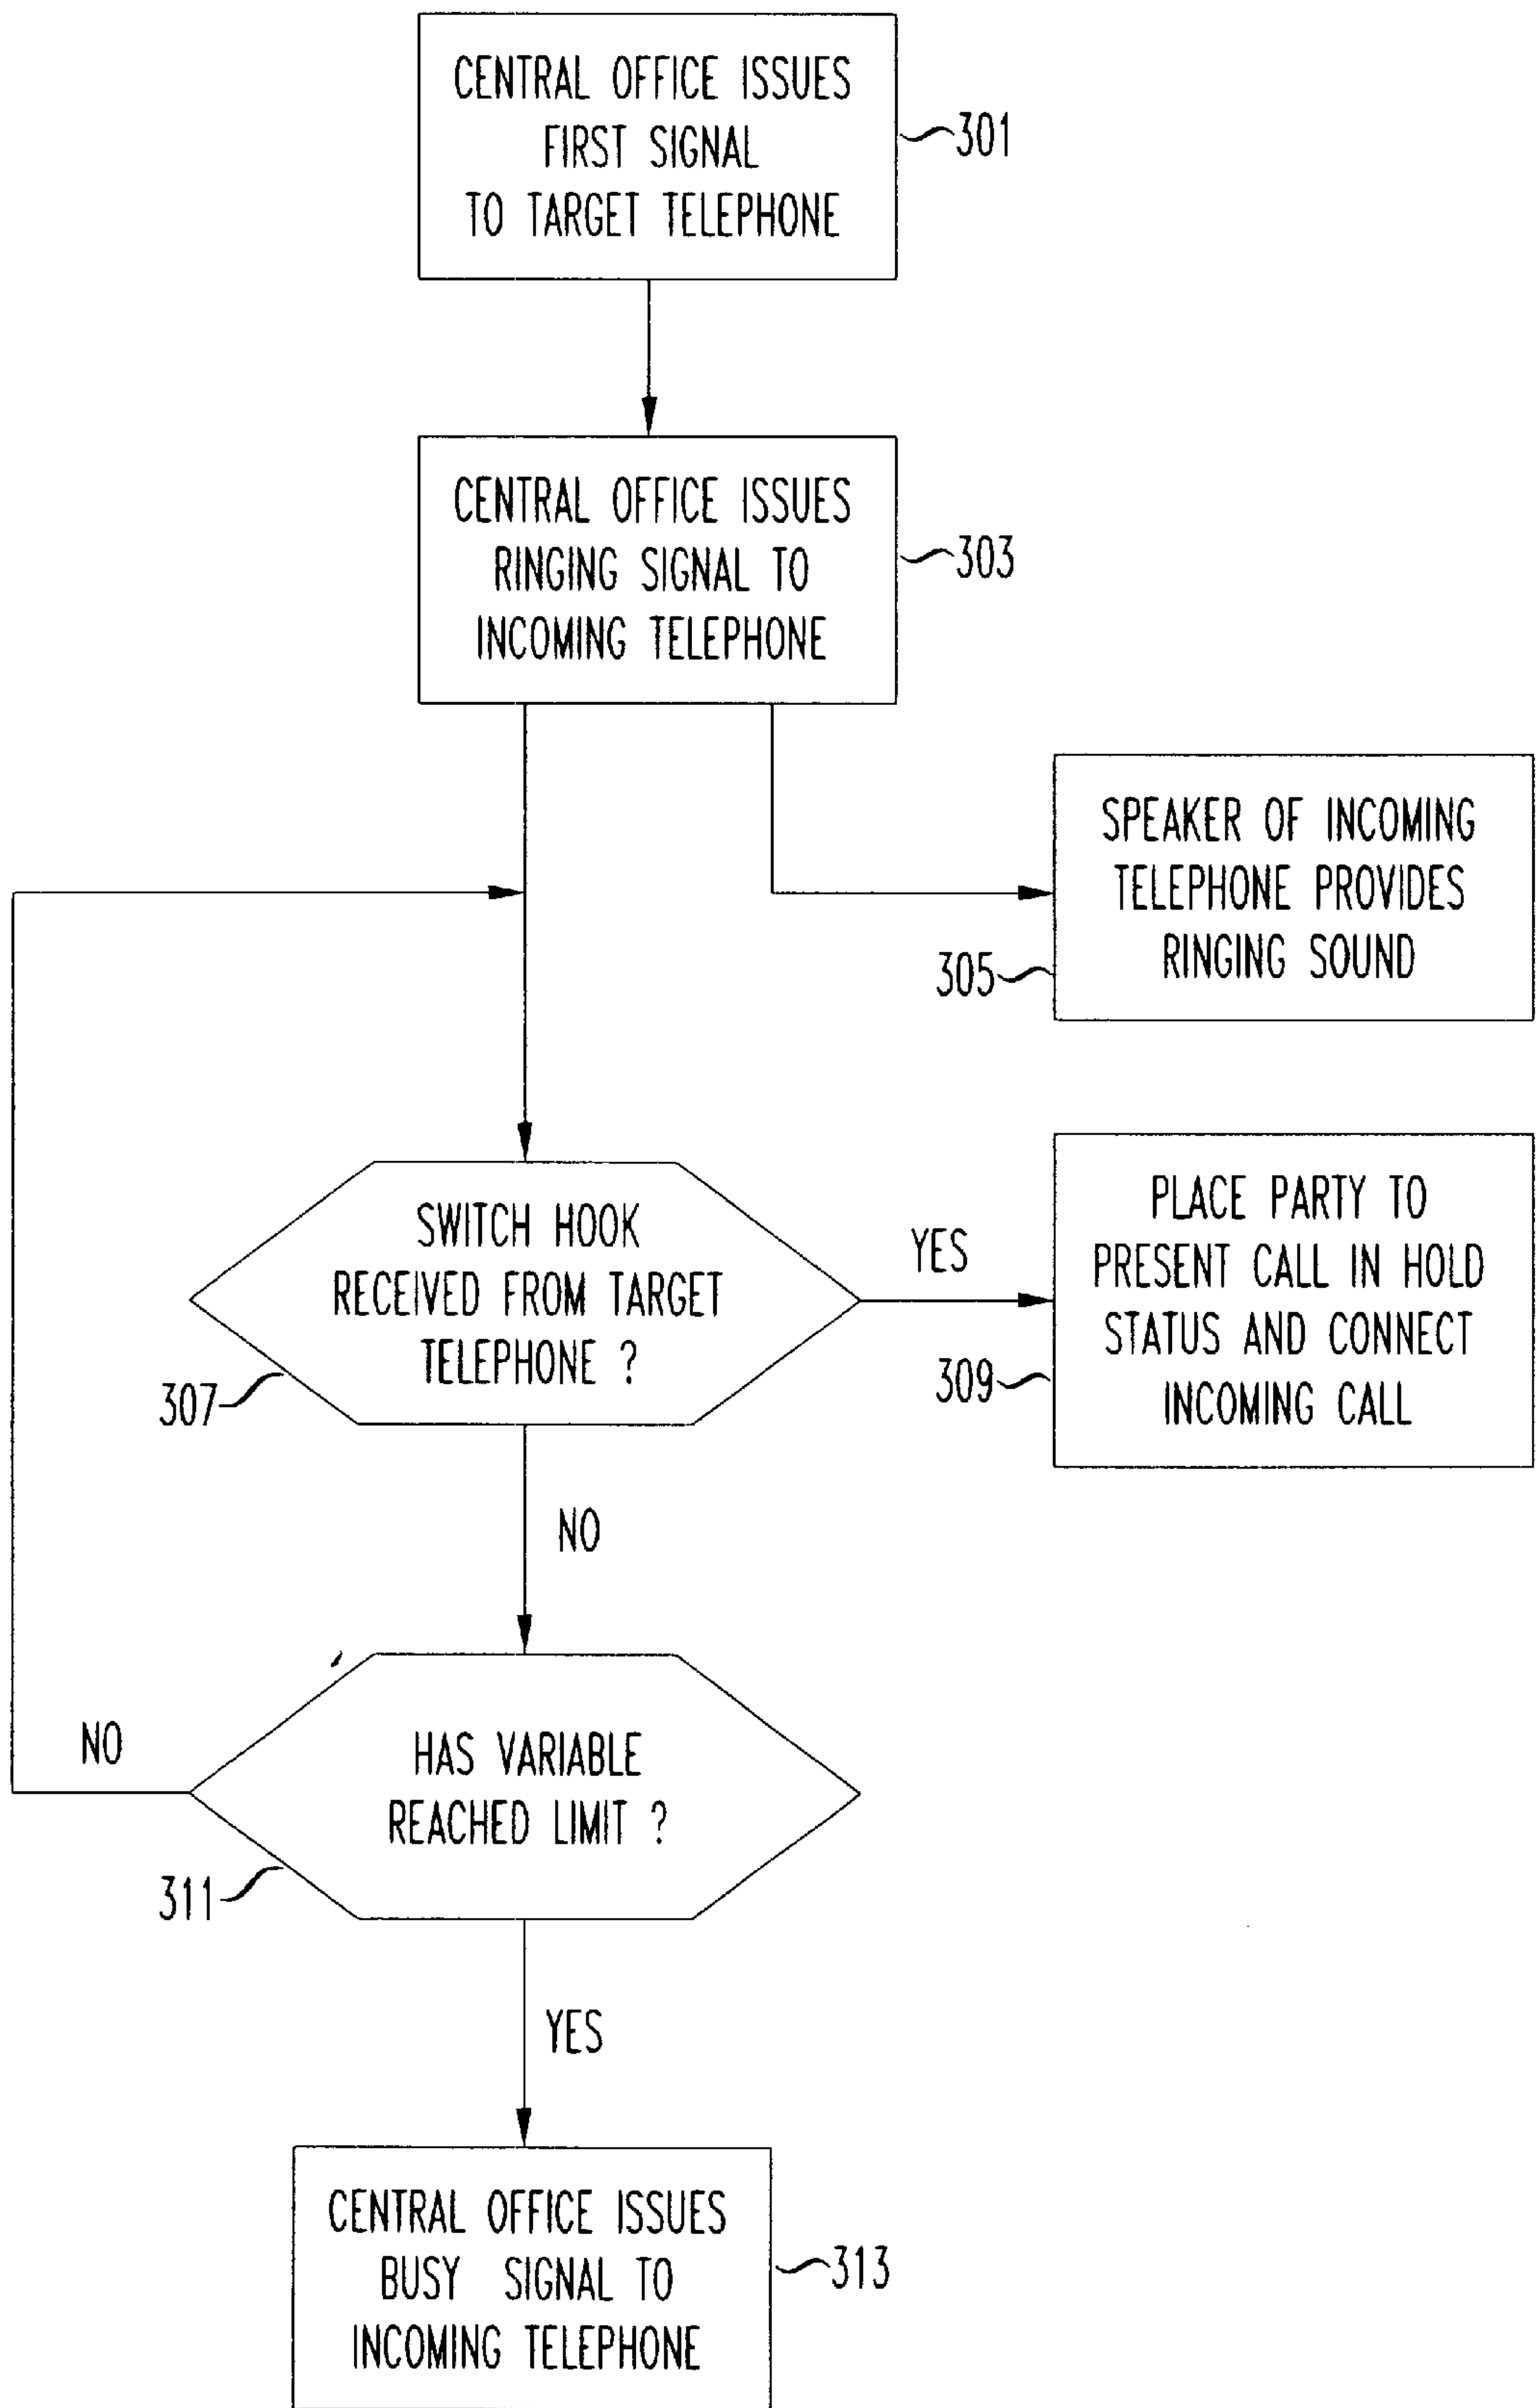 CENTRAL OFFICE ISSUES
FIRST SIGNAL
TO TARGET TELEPHONE
301
CENTRAL OFFICE ISSUES
RINGING SIGNAL TO
INCOMING TELEPHONE
303
SPEAKER OF INCOMING
TELEPHONE PROVIDES
RINGING SOUND
305
SWITCH HOOK
RECEIVED FROM TARGET
TELEPHONE ?
307
YES
PLACE PARTY TO
PRESENT CALL IN HOLD
STATUS AND CONNECT
INCOMING CALL
309
NO
HAS VARIABLE
REACHED LIMIT ?
311
NO
YES
CENTRAL OFFICE ISSUES
BUSY SIGNAL TO
INCOMING TELEPHONE
313